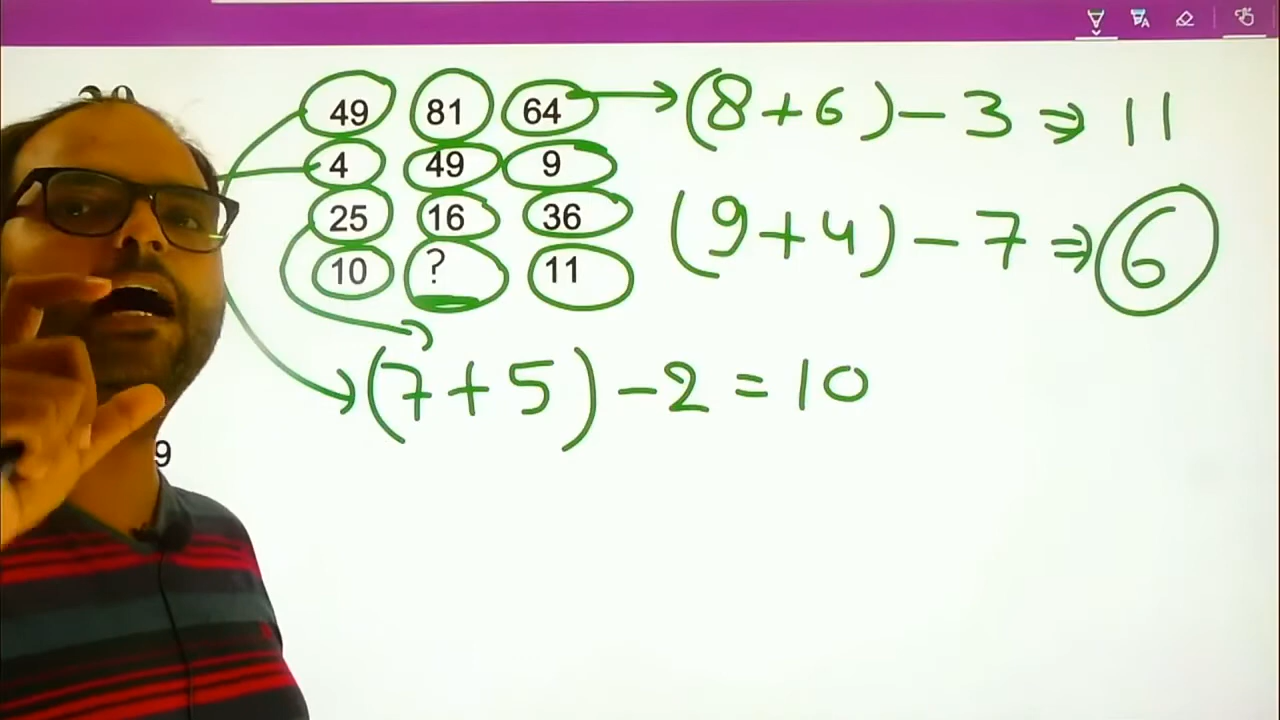 49 81 64 → (8+6)-3 ⇒ 11
4 49 9
25 16 36 (9+4)-7 ⇒ 6
10 ? 11
(7+5)-2=10
9